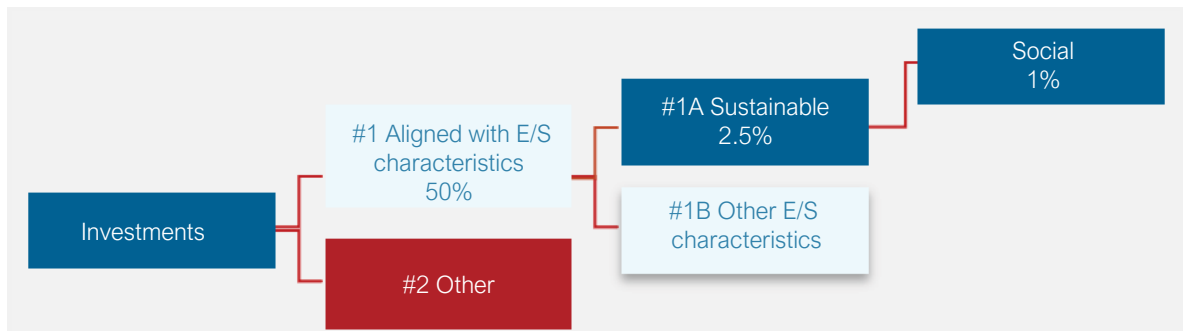 Social
1%
#1A Sustainable
2.5%
#1 Aligned with E/S
characteristics
50%
#1B Other E/S
characteristics
Investments
#2 Other